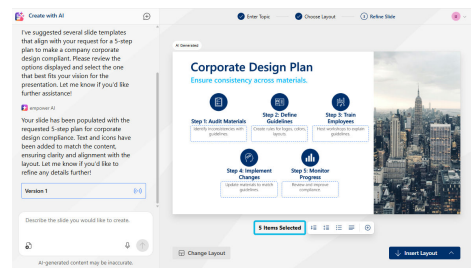 Create with AI
Enter Topic
Choose Layout
3 Refine Slide
I've suggested several slide templates
that align with your request for a 5-step
plan to make a company corporate
design compliant. Please review the
options displayed and select the one
that best fits your vision for the
presentation. Let me know if you'd like
further assistance!
empower AI
Your slide has been populated with the
requested 5-step plan for corporate
design compliance. Text and icons have
been added to match the content,
ensuring clarity and alignment with the
layout. Let me know if you'd like to
refine any details further!
Version 1
Describe the slide you would like to create.
AI-generated content may be inaccurate.
AI Generated
Corporate Design Plan
Ensure consistency across materials.
Step 1: Audit Materials
Identify inconsistencies with
guidelines.
Step 2: Define
Guidelines
Create rules for logos, colors,
layouts.
Step 3: Train
Employees
Host workshops to explain
guidelines.
Step 4: Implement
Changes
Update materials to match
guidelines.
Step 5: Monitor
Progress
Review and improve
compliance.
5 Items Selected
Change Layout
Insert Layout